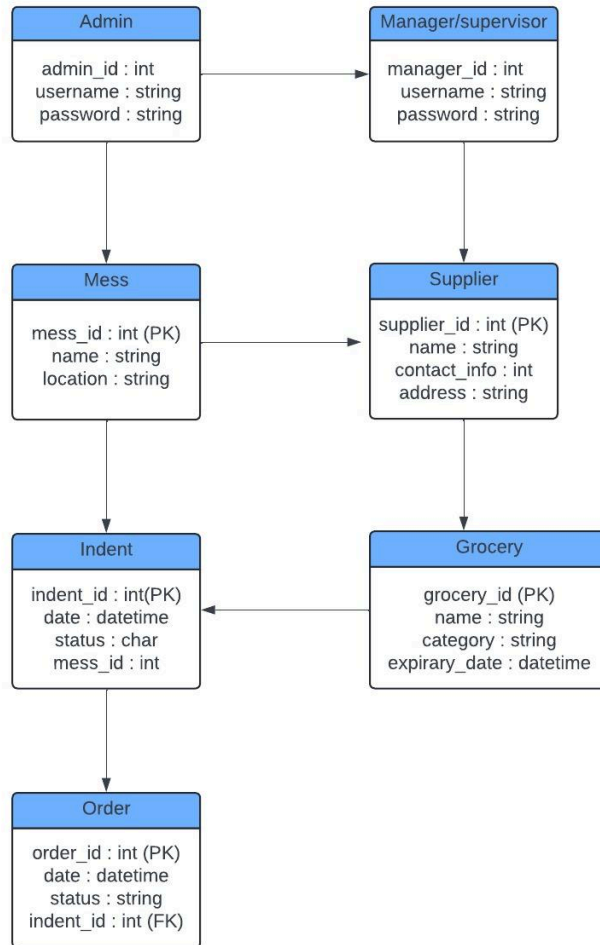 Admin
admin_id : int
username : string
password : string
Manager/supervisor
manager_id : int
username : string
password : string
Mess
mess_id : int (PK)
name : string
location : string
Supplier
supplier_id : int (PK)
name : string
contact_info : int
address : string
Indent
indent_id : int(PK)
date : datetime
status : char
mess_id : int
Grocery
grocery_id (PK)
name : string
category : string
expirary_date : datetime
Order
order_id : int (PK)
date : datetime
status : string
indent_id : int (FK)